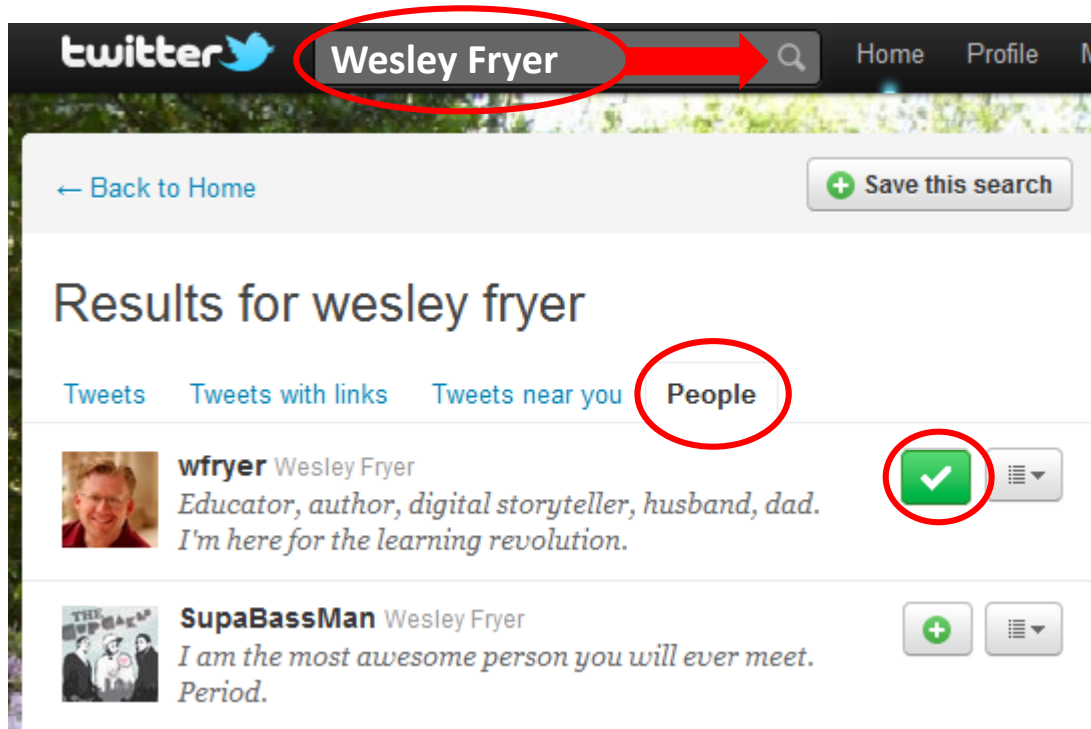 twitter Wesley Fryer Home Profile M
← Back to Home Save this search
Results for wesley fryer
Tweets Tweets with links Tweets near you People
wfryer Wesley Fryer
Educator, author, digital storyteller, husband, dad.
I'm here for the learning revolution.
THE
SupaBassMan Wesley Fryer
I am the most awesome person you will ever meet.
Period.